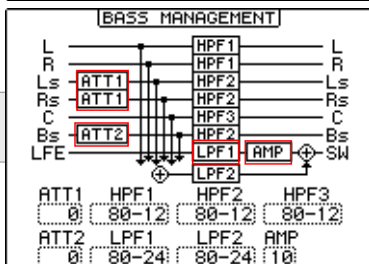 BASS MANAGEMENT
L HPF1 L
R HPF1 R
Ls ATT1 HPF2 Ls
Rs ATT1 HPF2 Rs
C HPF3 C
Bs ATT2 HPF2 Bs
LFE LPF1 AMP SW
LPF2
ATT1 HPF1 HPF2 HPF3
0 80-12 80-12 80-12
ATT2 LPF1 LPF2 AMP
0 80-24 80-24 10